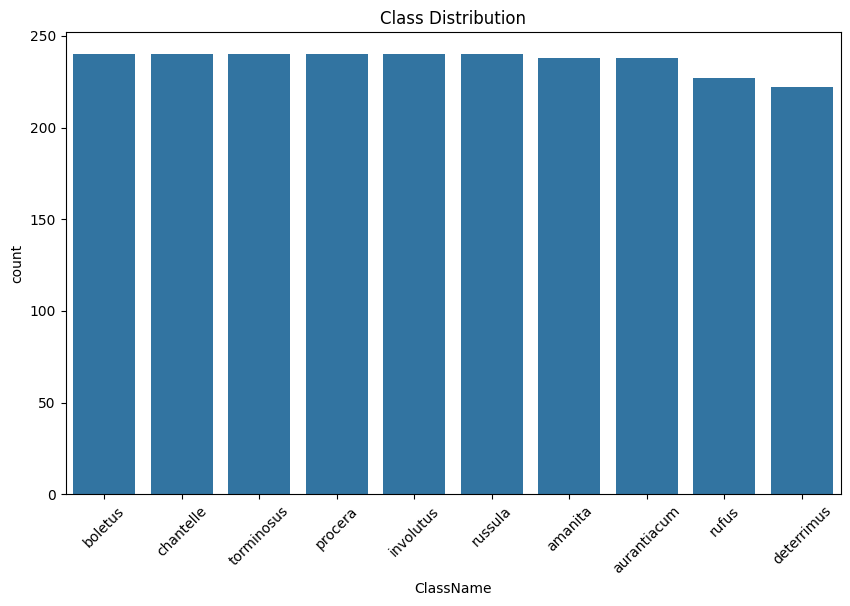 Class Distribution
250
200
150
100
50
0
count
boletus
chantelle
torminosus
procera
involutus
russula
amanita
aurantiacum
rufus
deterrimus
ClassName